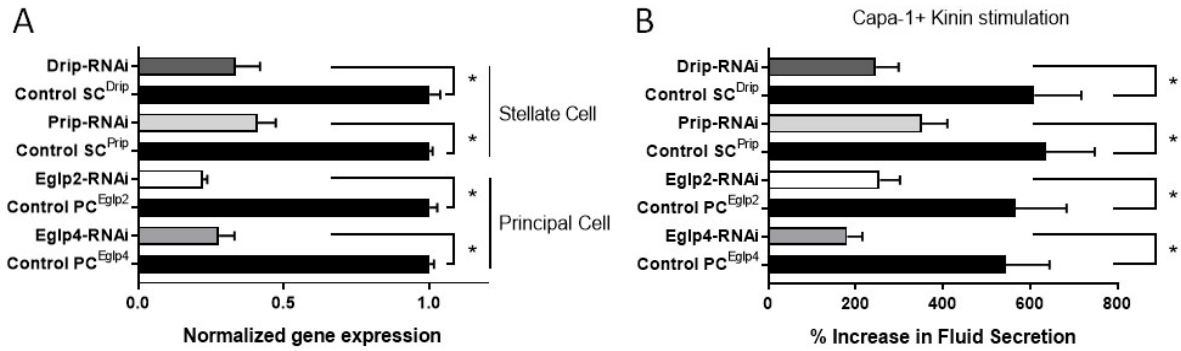 A
Drip-RNAi
Control SC^Drip
Prip-RNAi
Control SC^Prip
Eglp2-RNAi
Control PC^Eglp2
Eglp4-RNAi
Control PC^Eglp4
*
*
*
*
Stellate Cell
Principal Cell
0.0 0.5 1.0
Normalized gene expression
B
Capa-1+ Kinin stimulation
Drip-RNAi
Control SC^Drip
Prip-RNAi
Control SC^Prip
Eglp2-RNAi
Control PC^Eglp2
Eglp4-RNAi
Control PC^Eglp4
*
*
*
*
0 200 400 600 800
% Increase in Fluid Secretion